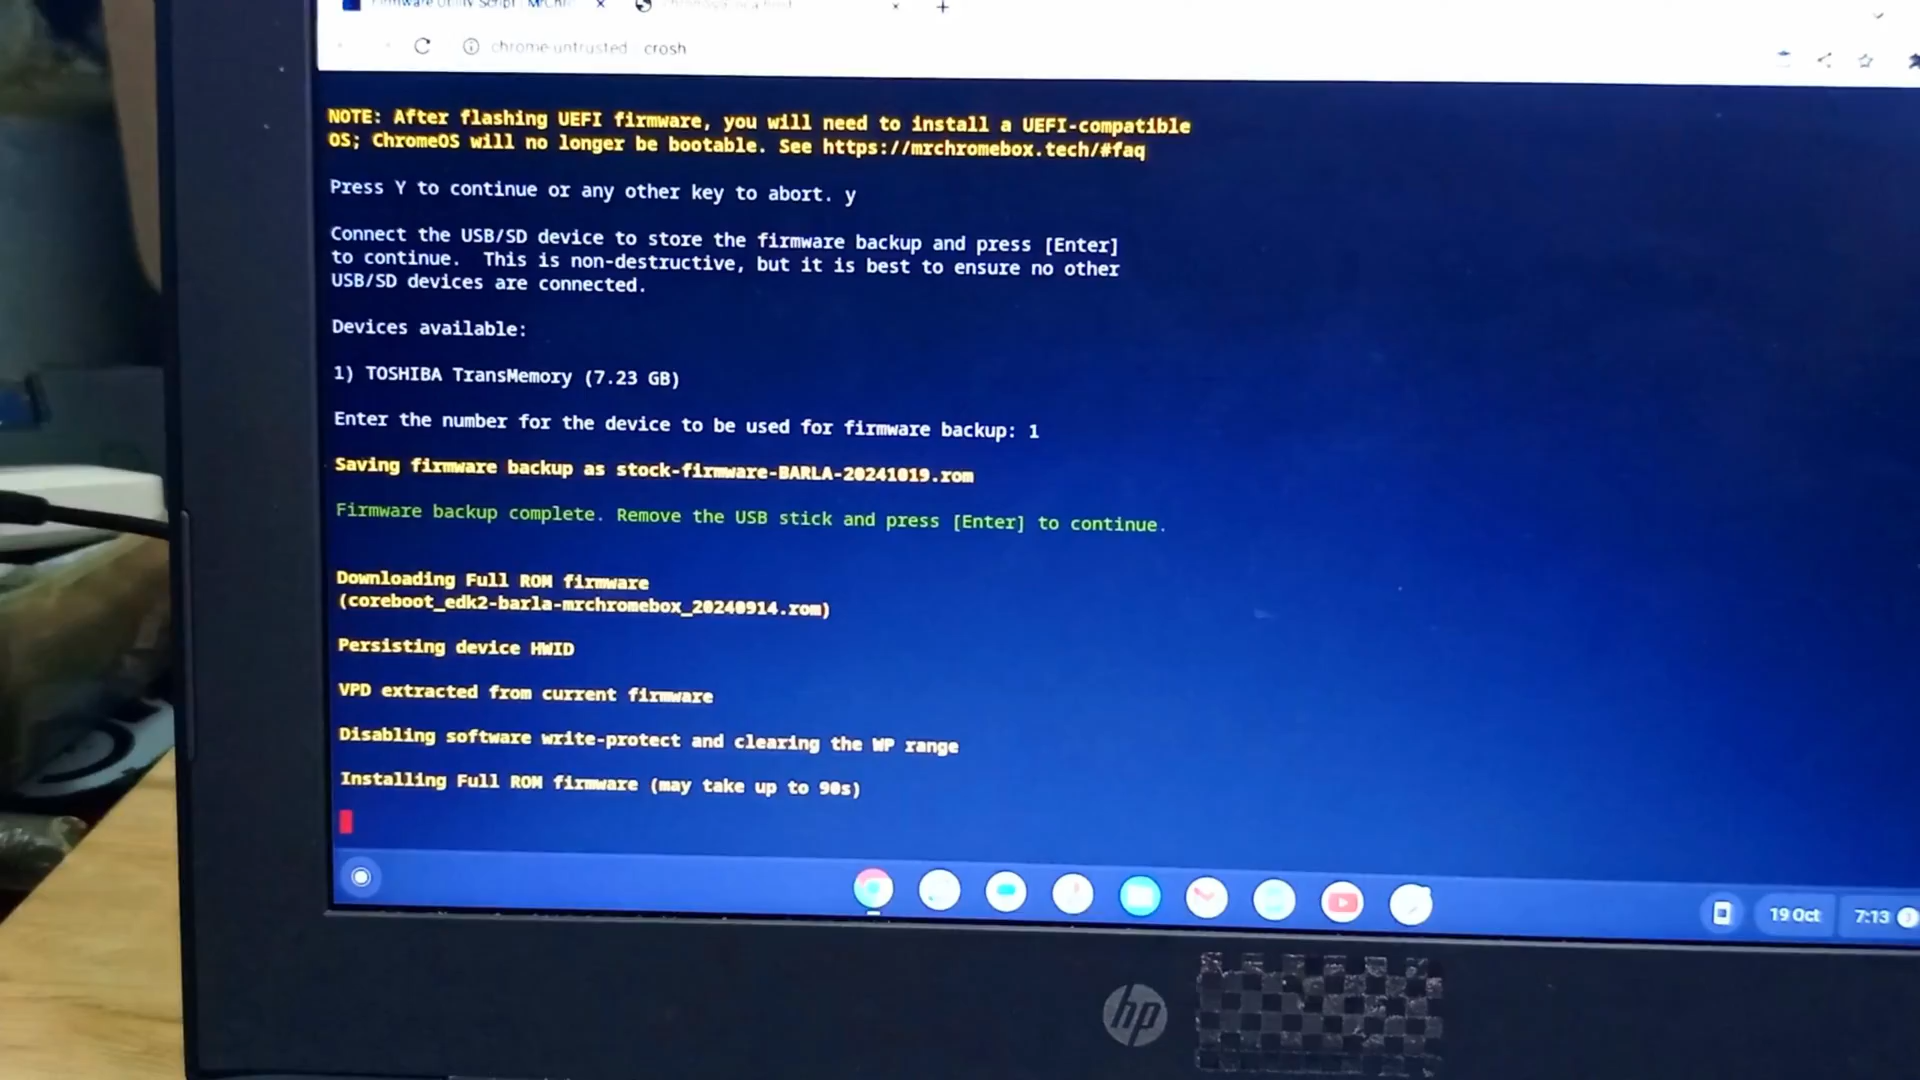 Firmware Utility Script
chrome-untrusted crosh
NOTE: After flashing UEFI firmware, you will need to install a UEFI-compatible
OS; ChromeOS will no longer be bootable. See https://mrchromebox.tech/#faq
Press Y to continue or any other key to abort. y
Connect the USB/SD device to store the firmware backup and press [Enter]
to continue.  This is non-destructive, but it is best to ensure no other
USB/SD devices are connected.
Devices available:
1) TOSHIBA TransMemory (7.23 GB)
Enter the number for the device to be used for firmware backup: 1
Saving firmware backup as stock-firmware-BARLA-20241019.rom
Firmware backup complete. Remove the USB stick and press [Enter] to continue.
Downloading Full ROM firmware
(coreboot_edk2-barla-mrchromebox_20240914.rom)
Persisting device HWID
VPD extracted from current firmware
Disabling software write-protect and clearing the WP range
Installing Full ROM firmware (may take up to 90s)
19 Oct 7:13
hp